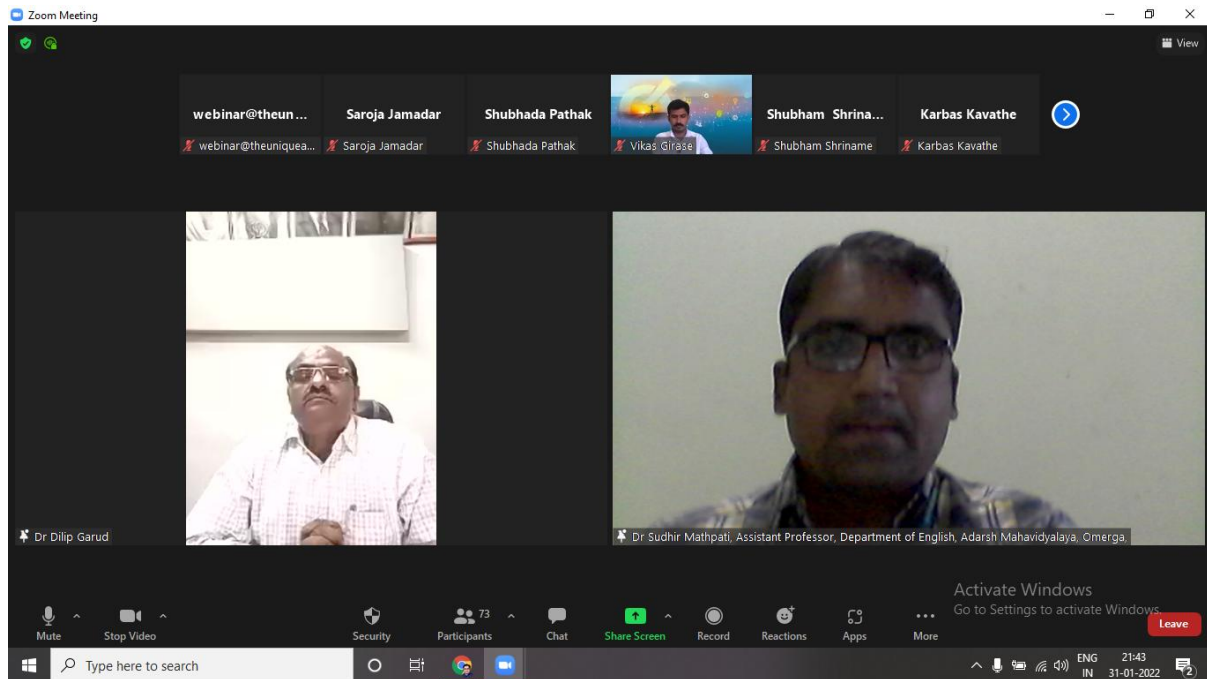 Zoom Meeting
View
webinar@theun...
Saroja Jamadar
Shubhada Pathak
Shubham Shrina...
Karbas Kavathe
webinar@theuniquea...
Saroja Jamadar
Shubhada Pathak
Vikas Girase
Shubham Shriname
Karbas Kavathe
Dr Dilip Garud
Dr Sudhir Mathpati, Assistant Professor, Department of English, Adarsh Mahavidyalaya, Omerga,
Activate Windows
Go to Settings to activate Windows.
Mute
Stop Video
Security
73
Participants
Chat
Share Screen
Record
Reactions
Apps
More
Leave
Type here to search
ENG
IN
21:43
31-01-2022
2